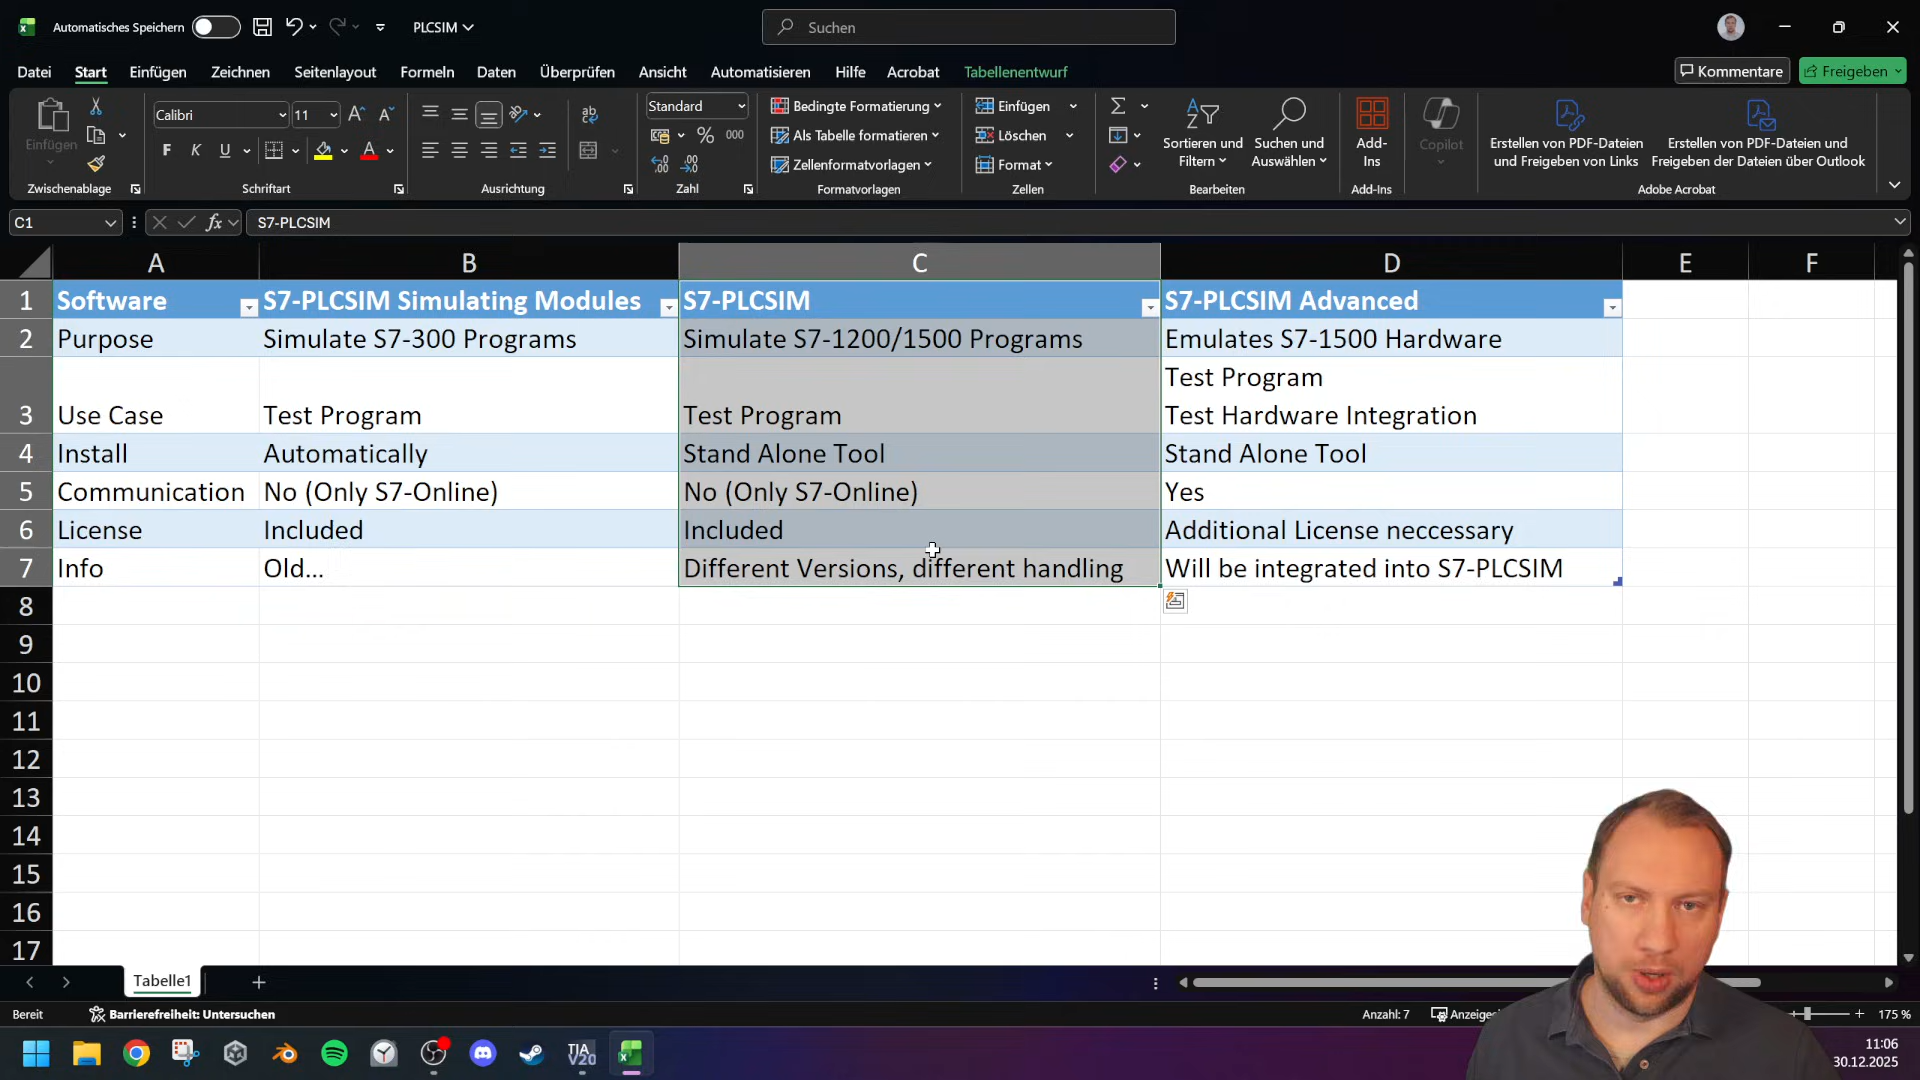 Automatisches Speichern
PLCSIM
Suchen
Datei Start Einfügen Zeichnen Seitenlayout Formeln Daten Überprüfen Ansicht Automatisieren Hilfe Acrobat Tabellenentwurf
Kommentare Freigeben
Einfügen
Zwischenablage
Calibri 11
F K U
Schriftart
ab
Ausrichtung
Standard
% 000
Zahl
Bedingte Formatierung
Als Tabelle formatieren
Zellenformatvorlagen
Formatvorlagen
Einfügen
Löschen
Format
Zellen
Sortieren und
Filtern
Suchen und
Auswählen
Bearbeiten
Add-
Ins
Add-Ins
Copilot
Erstellen von PDF-Dateien
und Freigeben von Links
Erstellen von PDF-Dateien und
Freigeben der Dateien über Outlook
Adobe Acrobat
C1 fx S7-PLCSIM
A B C D E F
1 Software S7-PLCSIM Simulating Modules S7-PLCSIM S7-PLCSIM Advanced
2 Purpose Simulate S7-300 Programs Simulate S7-1200/1500 Programs Emulates S7-1500 Hardware
Test Program
3 Use Case Test Program Test Program Test Hardware Integration
4 Install Automatically Stand Alone Tool Stand Alone Tool
5 Communication No (Only S7-Online) No (Only S7-Online) Yes
6 License Included Included Additional License neccessary
7 Info Old... Different Versions, different handling Will be integrated into S7-PLCSIM
8
9
10
11
12
13
14
15
16
17
Tabelle1
Bereit Barrierefreiheit: Untersuchen Anzahl: 7 175 %
TIA
V20
11:06
30.12.2025